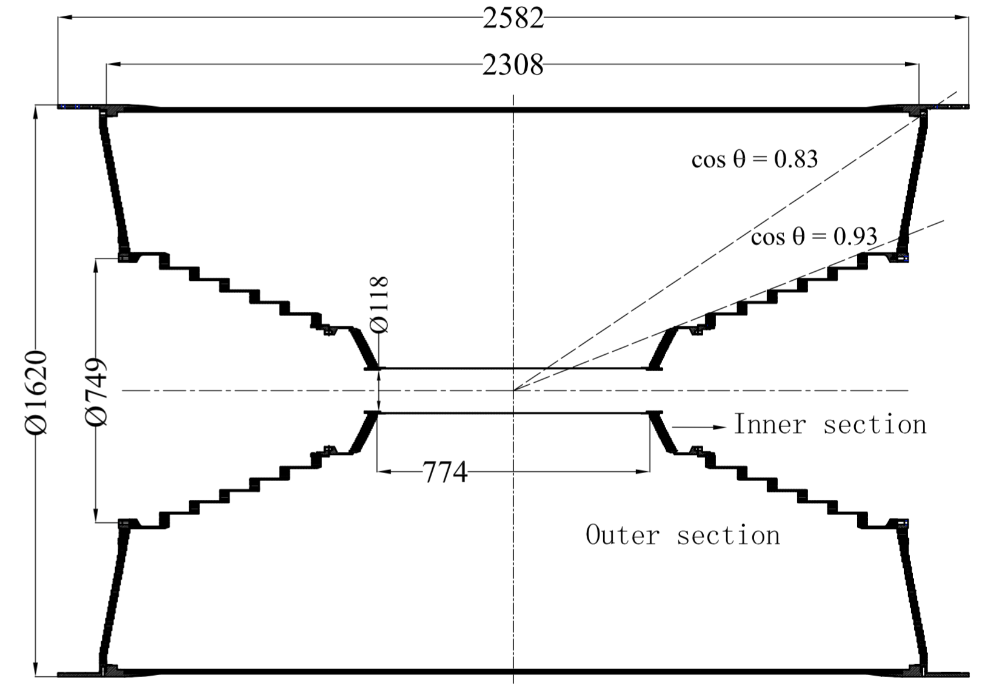 2582
2308
cos θ = 0.83
cos θ = 0.93
Ø118
Ø1620
Ø749
Inner section
774
Outer section